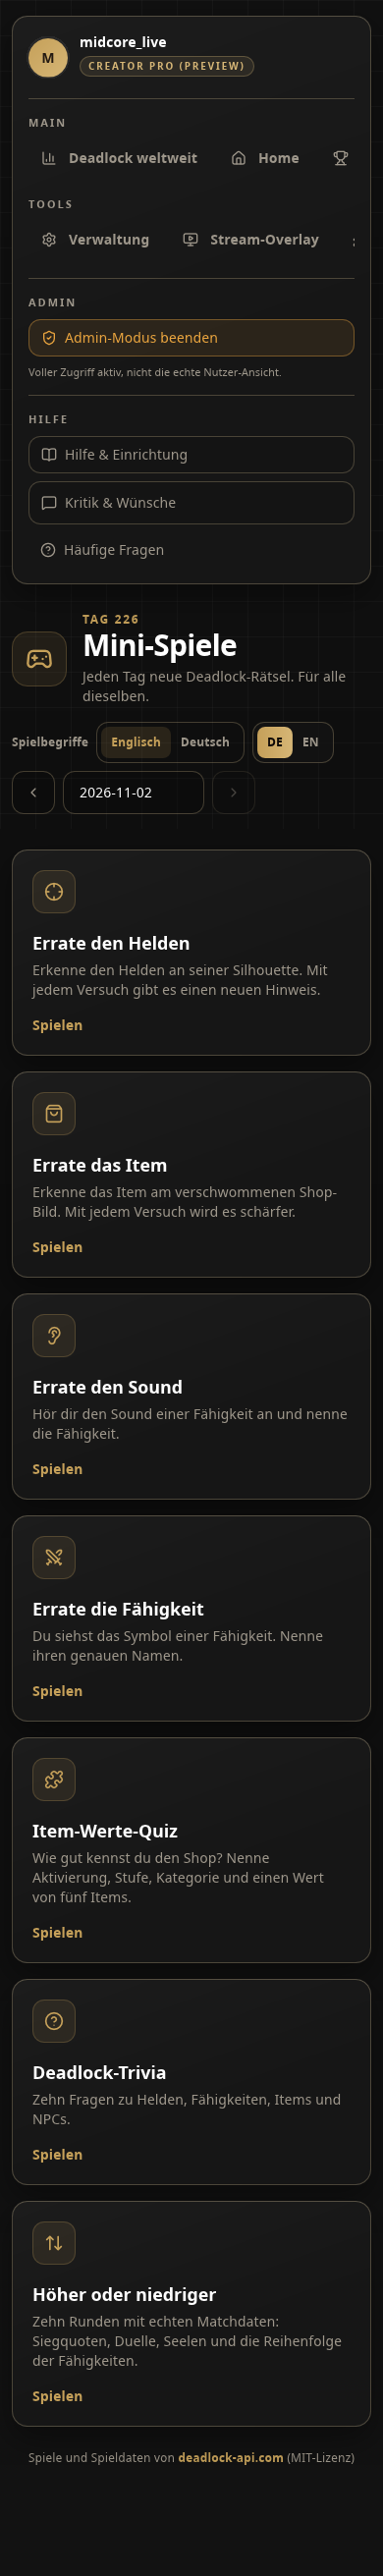 M
midcore_live
CREATOR PRO (PREVIEW)
MAIN
Deadlock weltweit
Home
TOOLS
Verwaltung
Stream-Overlay
ADMIN
Admin-Modus beenden
Voller Zugriff aktiv, nicht die echte Nutzer-Ansicht.
HILFE
Hilfe & Einrichtung
Kritik & Wünsche
Häufige Fragen
TAG 226
Mini-Spiele
Jeden Tag neue Deadlock-Rätsel. Für alle
dieselben.
Spielbegriffe
Englisch
Deutsch
DE
EN
2026-11-02
Errate den Helden
Erkenne den Helden an seiner Silhouette. Mit
jedem Versuch gibt es einen neuen Hinweis.
Spielen
Errate das Item
Erkenne das Item am verschwommenen Shop-
Bild. Mit jedem Versuch wird es schärfer.
Spielen
Errate den Sound
Hör dir den Sound einer Fähigkeit an und nenne
die Fähigkeit.
Spielen
Errate die Fähigkeit
Du siehst das Symbol einer Fähigkeit. Nenne
ihren genauen Namen.
Spielen
Item-Werte-Quiz
Wie gut kennst du den Shop? Nenne
Aktivierung, Stufe, Kategorie und einen Wert
von fünf Items.
Spielen
Deadlock-Trivia
Zehn Fragen zu Helden, Fähigkeiten, Items und
NPCs.
Spielen
Höher oder niedriger
Zehn Runden mit echten Matchdaten:
Siegquoten, Duelle, Seelen und die Reihenfolge
der Fähigkeiten.
Spielen
Spiele und Spieldaten von deadlock-api.com (MIT-Lizenz)